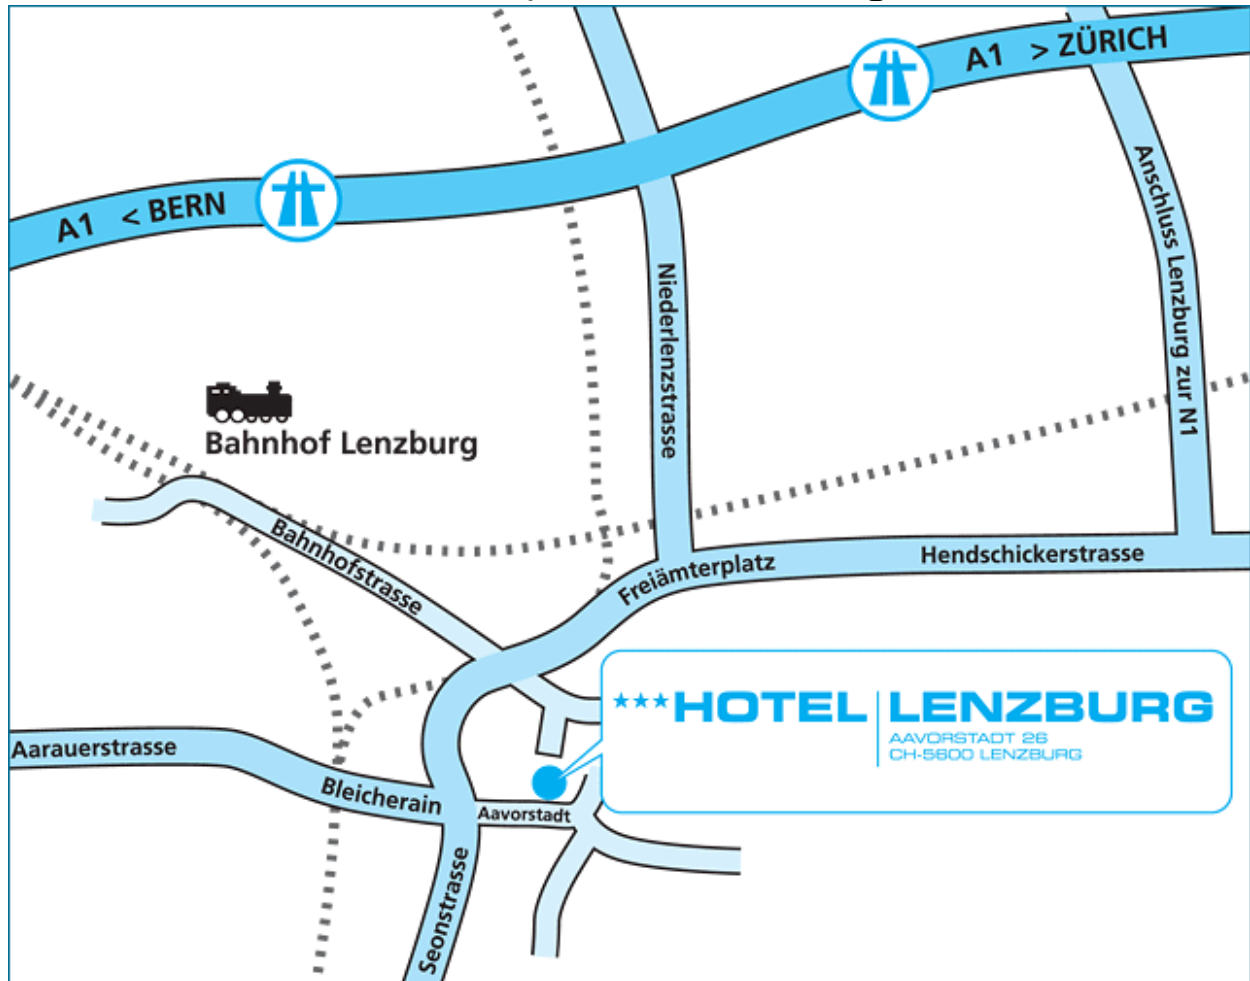 A1 > ZÜRICH
A1 < BERN
Anschluss Lenzburg zur N1
Niederlenzstrasse
Bahnhof Lenzburg
Bahnhofstrasse
Freiämterplatz
Hendschickerstrasse
***HOTEL LENZBURG
AAVORSTADT 26
CH-5600 LENZBURG
Aarauerstrasse
Bleicherain
Aavorstadt
Seonstrasse